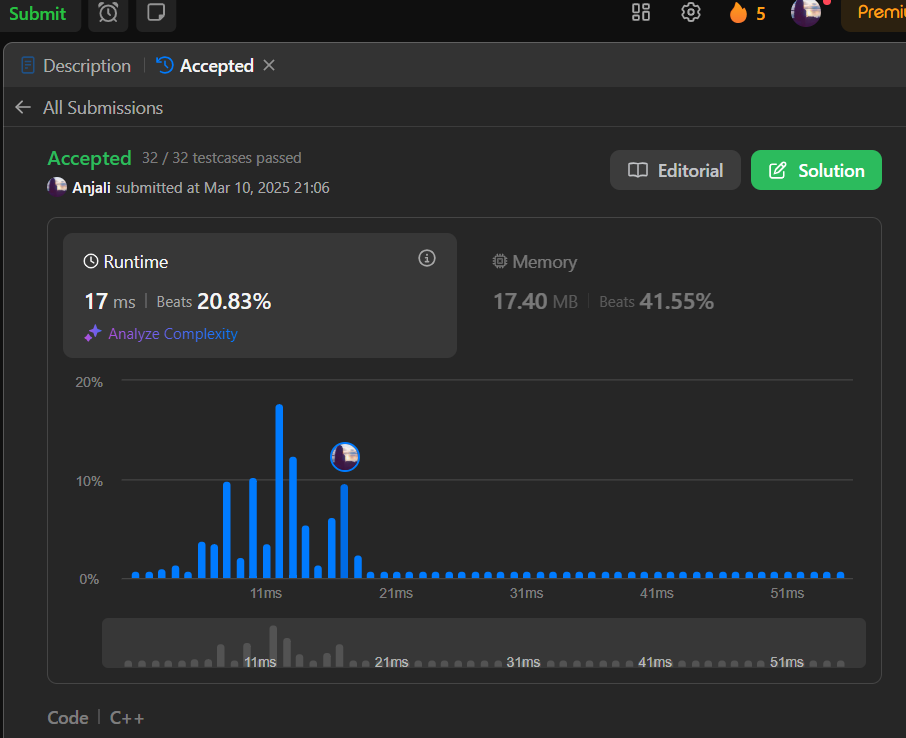 Submit 5 Premi
Description Accepted
All Submissions
Accepted 32 / 32 testcases passed
Anjali submitted at Mar 10, 2025 21:06
Editorial Solution
Runtime Memory
17 ms Beats 20.83% 17.40 MB Beats 41.55%
Analyze Complexity
20%
10%
0%
11ms 21ms 31ms 41ms 51ms
11ms 21ms 31ms 41ms 51ms
Code C++